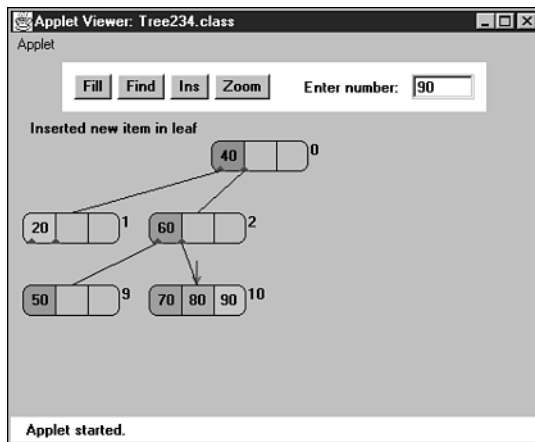 Applet Viewer: Tree234.class
Applet
Fill Find Ins Zoom Enter number: 90
Inserted new item in leaf
40 0
20 1 60 2
50 9 70 80 90 10
Applet started.